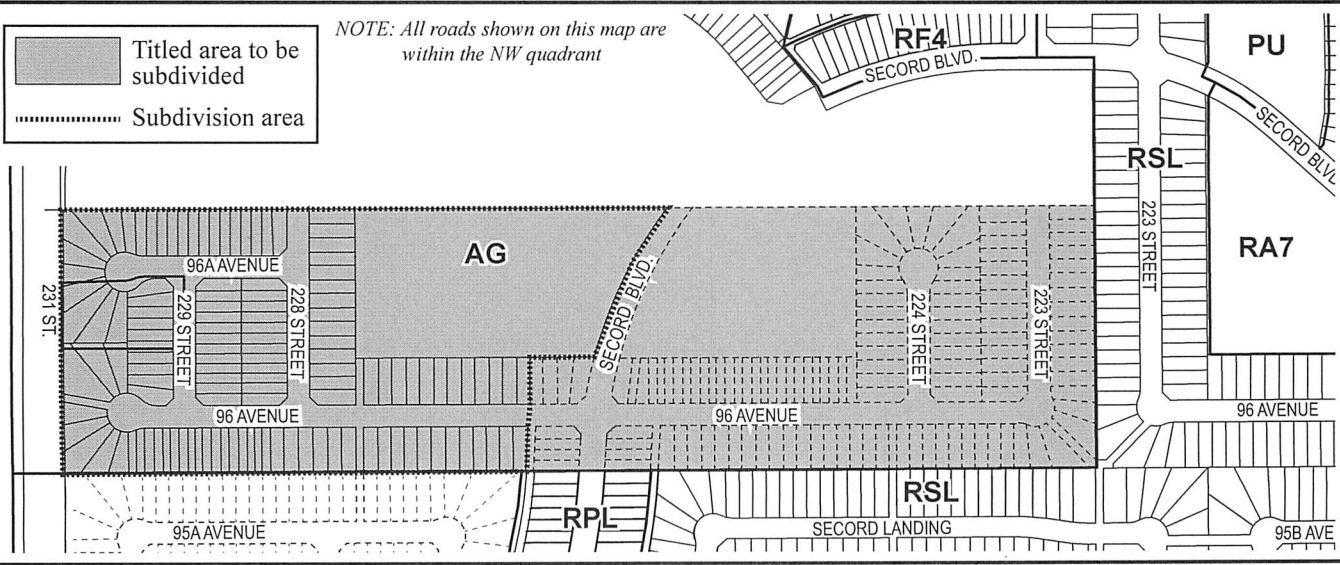 Titled area to be
subdivided
Subdivision area
NOTE: All roads shown on this map are
within the NW quadrant
RF4
SECORD BLVD.
PU
SECORD BLVD.
RSL
223 STREET
RA7
AG
96A AVENUE
231 ST.
229 STREET
228 STREET
SECORD BLVD.
224 STREET
223 STREET
96 AVENUE
96 AVENUE
96 AVENUE
RSL
RPL
95A AVENUE
SECORD LANDING
95B AVE